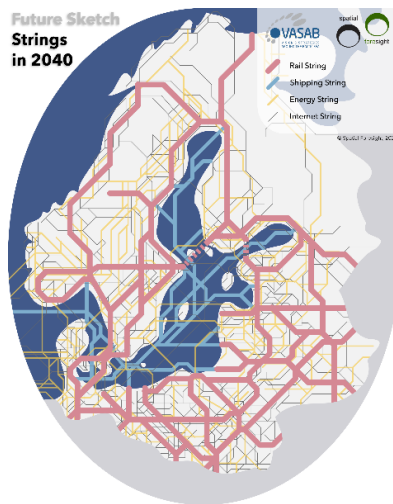 Future Sketch
Strings
in 2040
VASAB
spatial
foresight
Rail String
Shipping String
Energy String
Internet String